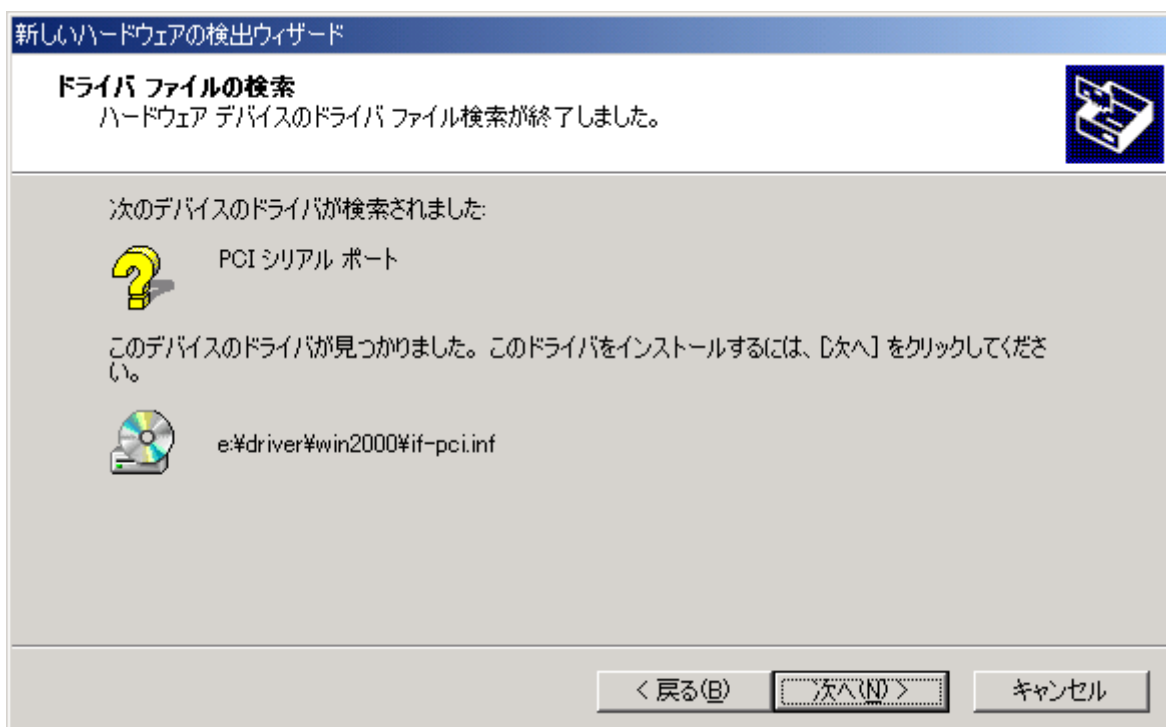 新しいハードウェアの検出ウィザード
ドライバ ファイルの検索
ハードウェア デバイスのドライバ ファイル検索が終了しました。
次のデバイスのドライバが検索されました:
PCI シリアル ポート
このデバイスのドライバが見つかりました。このドライバをインストールするには、[次へ] をクリックしてくださ
い。
e:¥driver¥win2000¥if-pci.inf
< 戻る(B) 次へ(N) > キャンセル